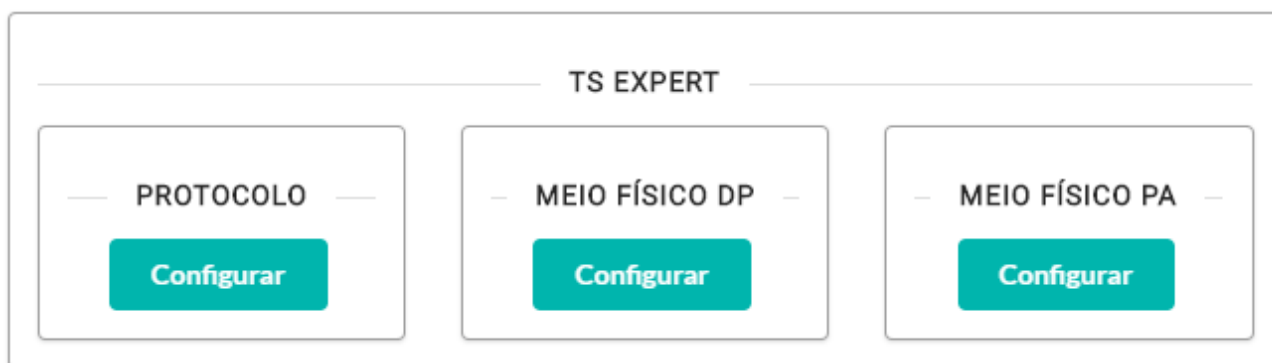 TS EXPERT
PROTOCOLO
Configurar
MEIO FÍSICO DP
Configurar
MEIO FÍSICO PA
Configurar